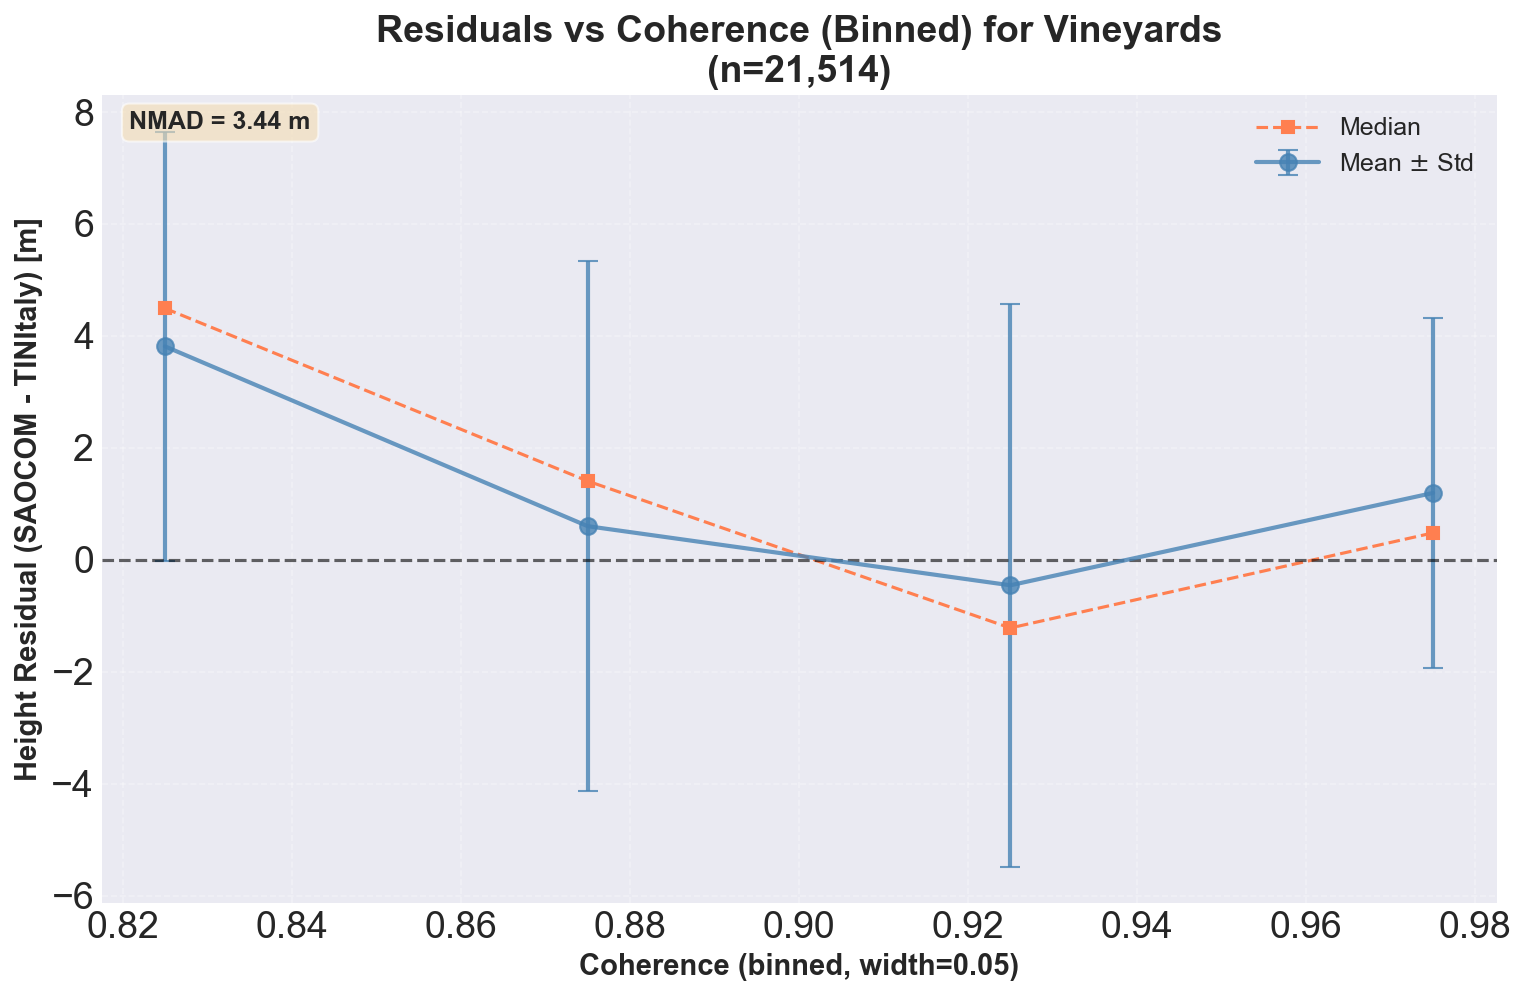 Residuals vs Coherence (Binned) for Vineyards
(n=21,514)
NMAD = 3.44 m
Median
Mean ± Std
Height Residual (SAOCOM - TINItaly) [m]
8
6
4
2
0
−2
−4
−6
0.82 0.84 0.86 0.88 0.90 0.92 0.94 0.96 0.98
Coherence (binned, width=0.05)